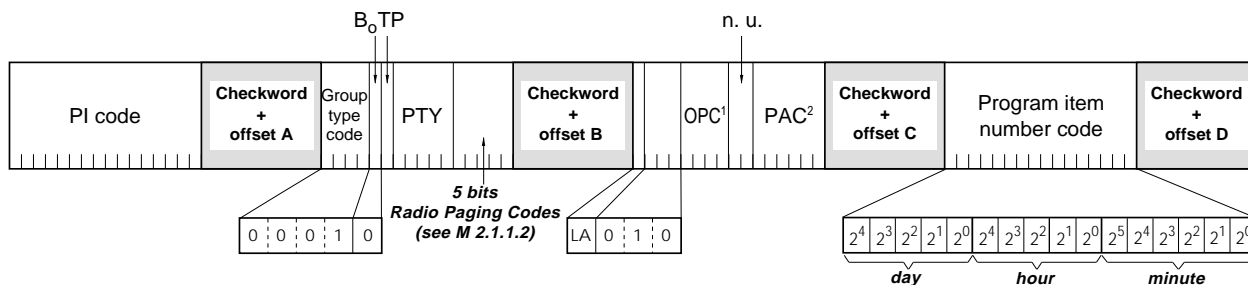 B₀ TP
n. u.
PI code
Checkword
+
offset A
Group
type
code
PTY
Checkword
+
offset B
OPC¹
PAC²
Checkword
+
offset C
Program item
number code
Checkword
+
offset D
5 bits
Radio Paging Codes
(see M 2.1.1.2)
0 0 0 1 0
LA 0 1 0
2⁴ 2³ 2² 2¹ 2⁰ 2⁴ 2³ 2² 2¹ 2⁰ 2⁵ 2⁴ 2³ 2² 2¹ 2⁰
day hour minute